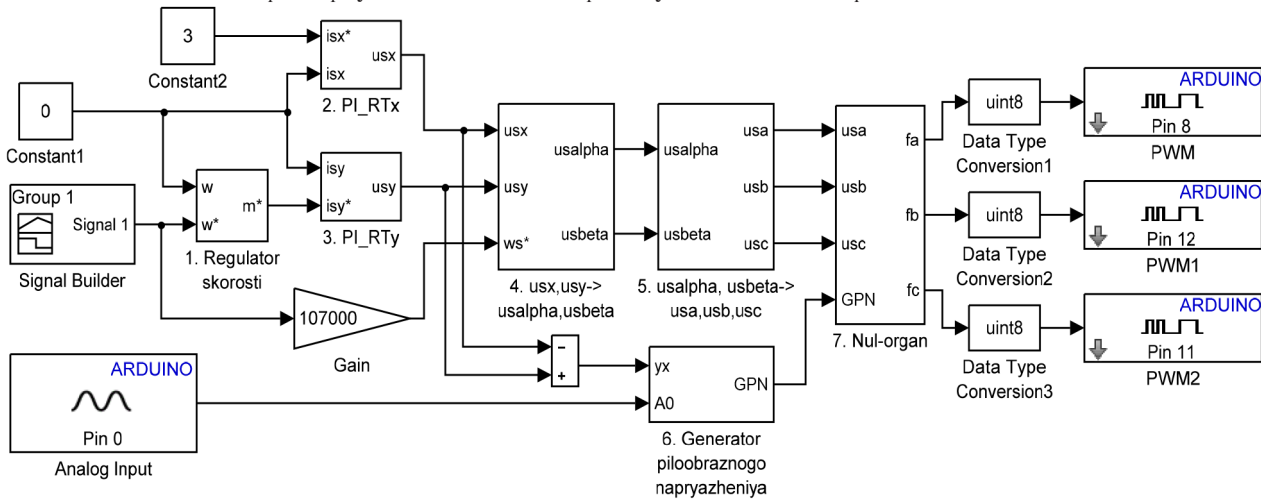 3
Constant2
isx*
isx
usx
2. PI_RTx
0
Constant1
Group 1
Signal 1
Signal Builder
w
w*
m*
1. Regulator
skorosti
isy
isy*
usy
3. PI_RTy
107000
Gain
ARDUINO
Pin 0
Analog Input
usx
usy
ws*
usalpha
usbeta
4. usx,usy->
usalpha,usbeta
usalpha
usbeta
usa
usb
usc
5. usalpha, usbeta->
usa,usb,usc
−
+
yx
A0
GPN
6. Generator
piloobraznogo
napryazheniya
usa
usb
usc
GPN
fa
fb
fc
7. Nul-organ
uint8
Data Type
Conversion1
uint8
Data Type
Conversion2
uint8
Data Type
Conversion3
ARDUINO
Pin 8
PWM
ARDUINO
Pin 12
PWM1
ARDUINO
Pin 11
PWM2